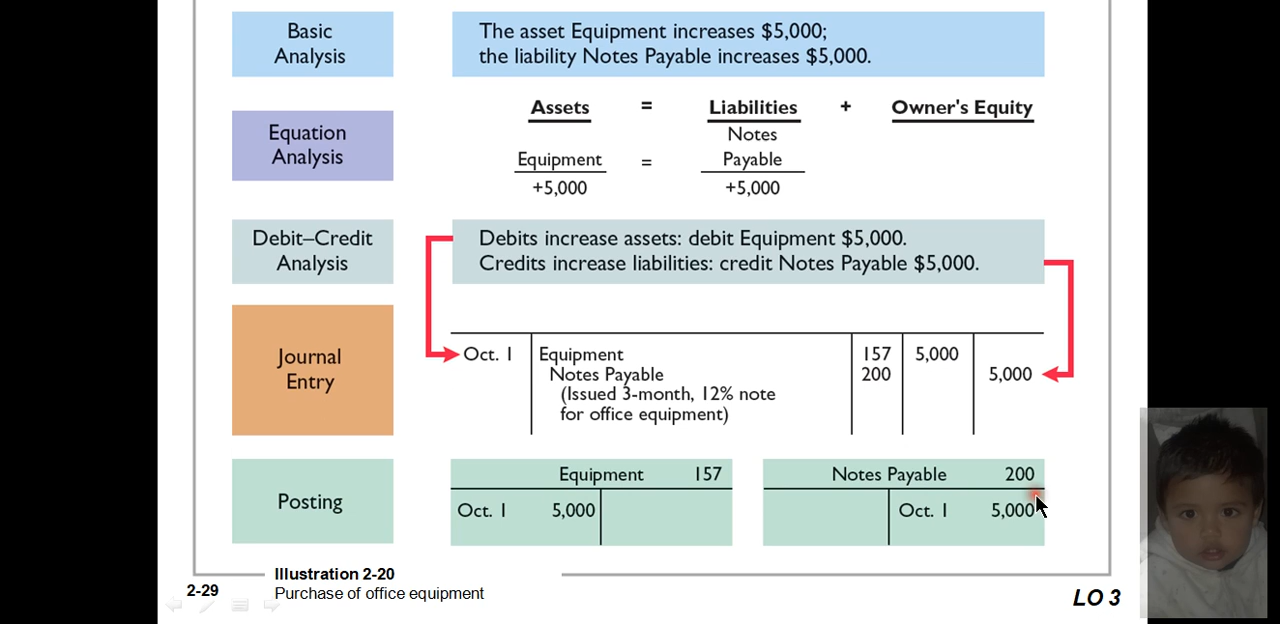 Basic
Analysis
The asset Equipment increases $5,000;
the liability Notes Payable increases $5,000.
Equation
Analysis
Assets = Liabilities + Owner's Equity
Notes
Equipment = Payable
+5,000 +5,000
Debit–Credit
Analysis
Debits increase assets: debit Equipment $5,000.
Credits increase liabilities: credit Notes Payable $5,000.
Journal
Entry
Oct. 1 Equipment 157 5,000
Notes Payable 200 5,000
(Issued 3-month, 12% note
for office equipment)
Posting
Equipment 157
Oct. 1 5,000
Notes Payable 200
Oct. 1 5,000
Illustration 2-20
Purchase of office equipment
2-29
LO 3